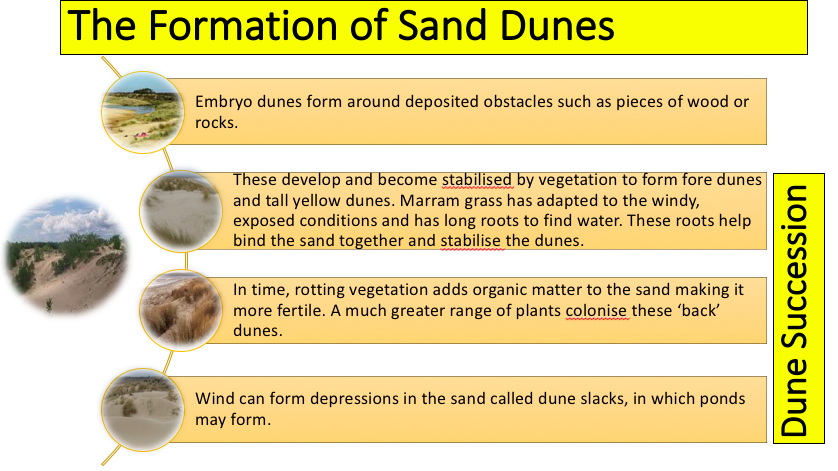 The Formation of Sand Dunes
Embryo dunes form around deposited obstacles such as pieces of wood or
rocks.
These develop and become stabilised by vegetation to form fore dunes
and tall yellow dunes. Marram grass has adapted to the windy,
exposed conditions and has long roots to find water. These roots help
bind the sand together and stabilise the dunes.
In time, rotting vegetation adds organic matter to the sand making it
more fertile. A much greater range of plants colonise these ‘back’
dunes.
Wind can form depressions in the sand called dune slacks, in which ponds
may form.
Dune Succession